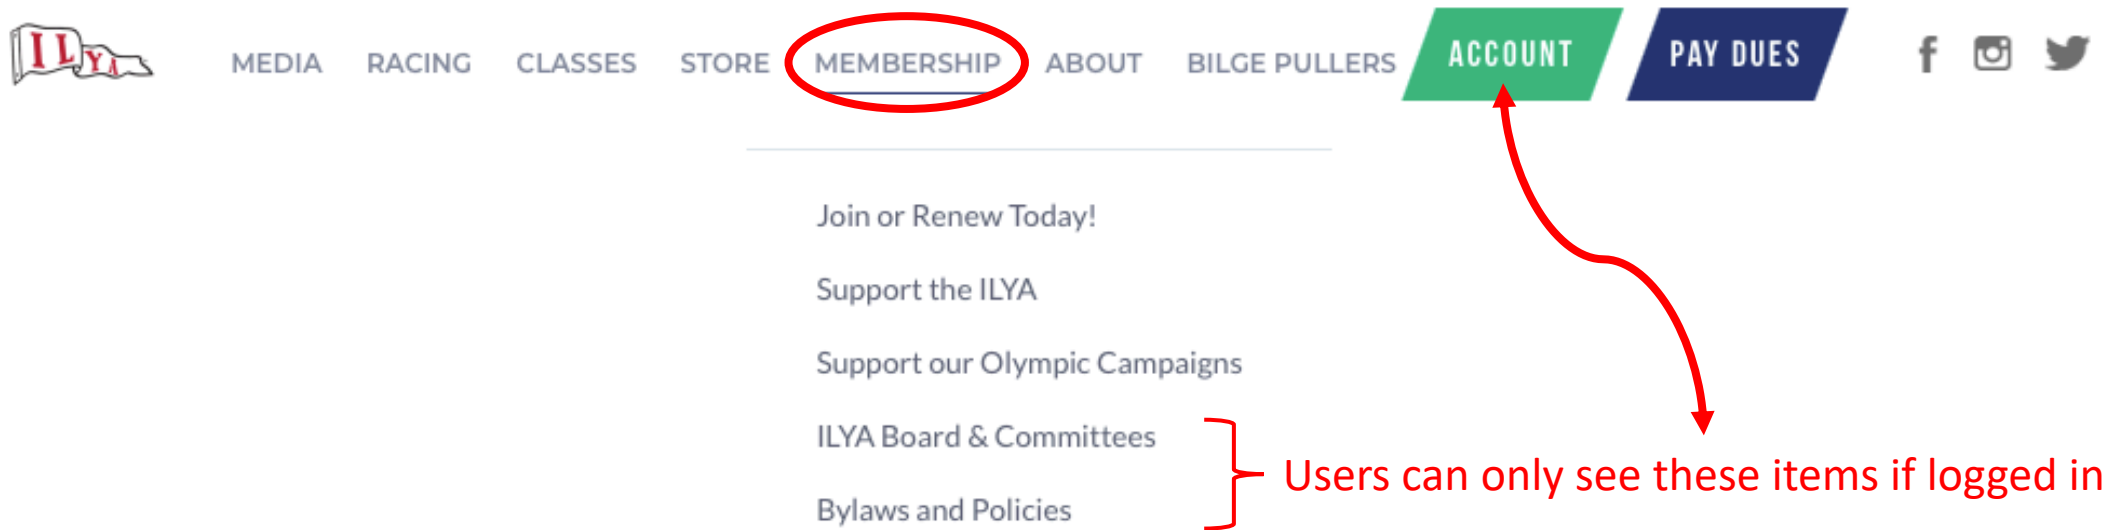 ILYA
MEDIA RACING CLASSES STORE MEMBERSHIP ABOUT BILGE PULLERS ACCOUNT PAY DUES f
Join or Renew Today!
Support the ILYA
Support our Olympic Campaigns
ILYA Board & Committees
Users can only see these items if logged in
Bylaws and Policies